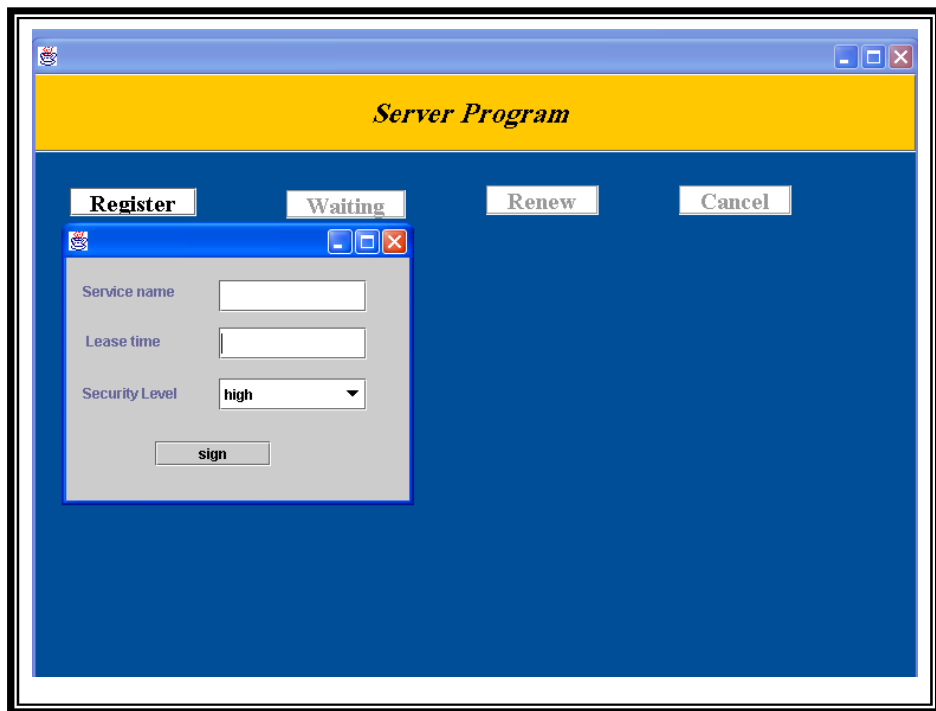 Server Program
Register Waiting Renew Cancel
Service name
Lease time
Security Level high
sign